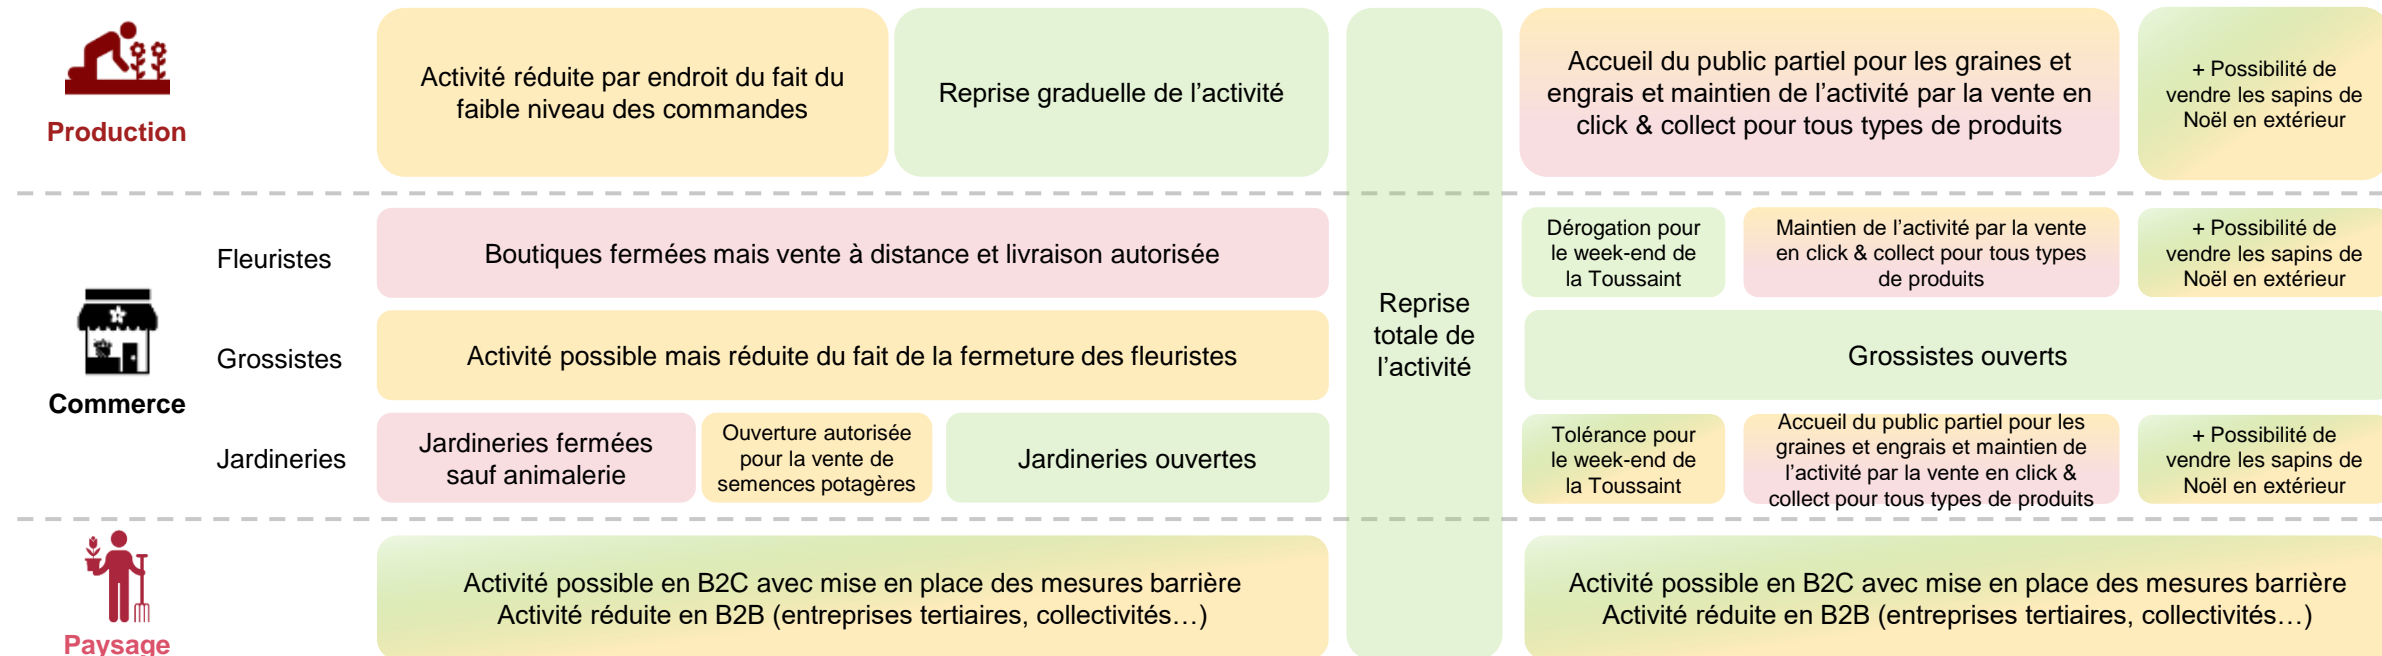 Production
Activité réduite par endroit du fait du
faible niveau des commandes
Reprise graduelle de l’activité
Accueil du public partiel pour les graines et
engrais et maintien de l’activité par la vente en
click & collect pour tous types de produits
+ Possibilité de
vendre les sapins de
Noël en extérieur
Commerce
Fleuristes
Boutiques fermées mais vente à distance et livraison autorisée
Dérogation pour
le week-end de
la Toussaint
Maintien de l’activité par la vente
en click & collect pour tous types
de produits
+ Possibilité de
vendre les sapins de
Noël en extérieur
Reprise
totale de
l’activité
Grossistes
Activité possible mais réduite du fait de la fermeture des fleuristes
Grossistes ouverts
Jardineries
Jardineries fermées
sauf animalerie
Ouverture autorisée
pour la vente de
semences potagères
Jardineries ouvertes
Tolérance pour
le week-end de
la Toussaint
Accueil du public partiel pour les
graines et engrais et maintien de
l’activité par la vente en click &
collect pour tous types de produits
+ Possibilité de
vendre les sapins de
Noël en extérieur
Paysage
Activité possible en B2C avec mise en place des mesures barrière
Activité réduite en B2B (entreprises tertiaires, collectivités…)
Activité possible en B2C avec mise en place des mesures barrière
Activité réduite en B2B (entreprises tertiaires, collectivités…)